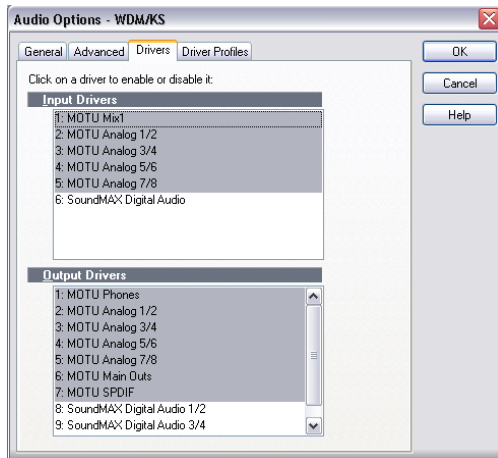 Audio Options - WDM/KS
General Advanced Drivers Driver Profiles
OK
Cancel
Help
Click on a driver to enable or disable it:
Input Drivers
1: MOTU Mix1
2: MOTU Analog 1/2
3: MOTU Analog 3/4
4: MOTU Analog 5/6
5: MOTU Analog 7/8
6: SoundMAX Digital Audio
Output Drivers
1: MOTU Phones
2: MOTU Analog 1/2
3: MOTU Analog 3/4
4: MOTU Analog 5/6
5: MOTU Analog 7/8
6: MOTU Main Outs
7: MOTU SPDIF
8: SoundMAX Digital Audio 1/2
9: SoundMAX Digital Audio 3/4